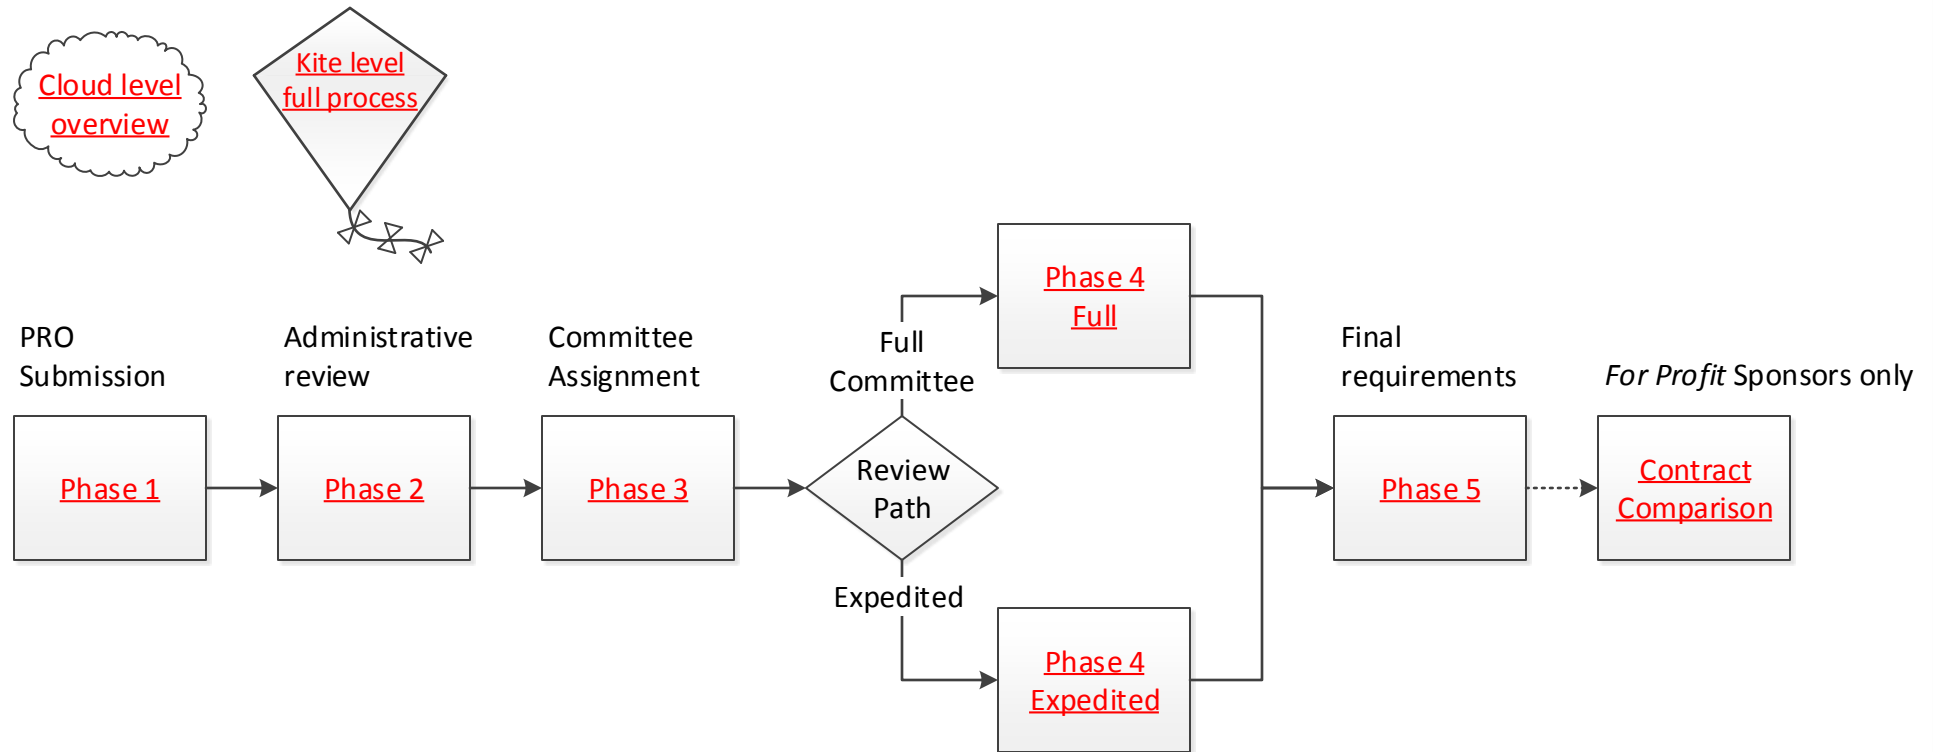 Cloud level
overview
Kite level
full process
PRO
Submission
Phase 1
Administrative
review
Phase 2
Committee
Assignment
Phase 3
Review
Path
Full
Committee
Phase 4
Full
Expedited
Phase 4
Expedited
Final
requirements
Phase 5
For Profit Sponsors only
Contract
Comparison